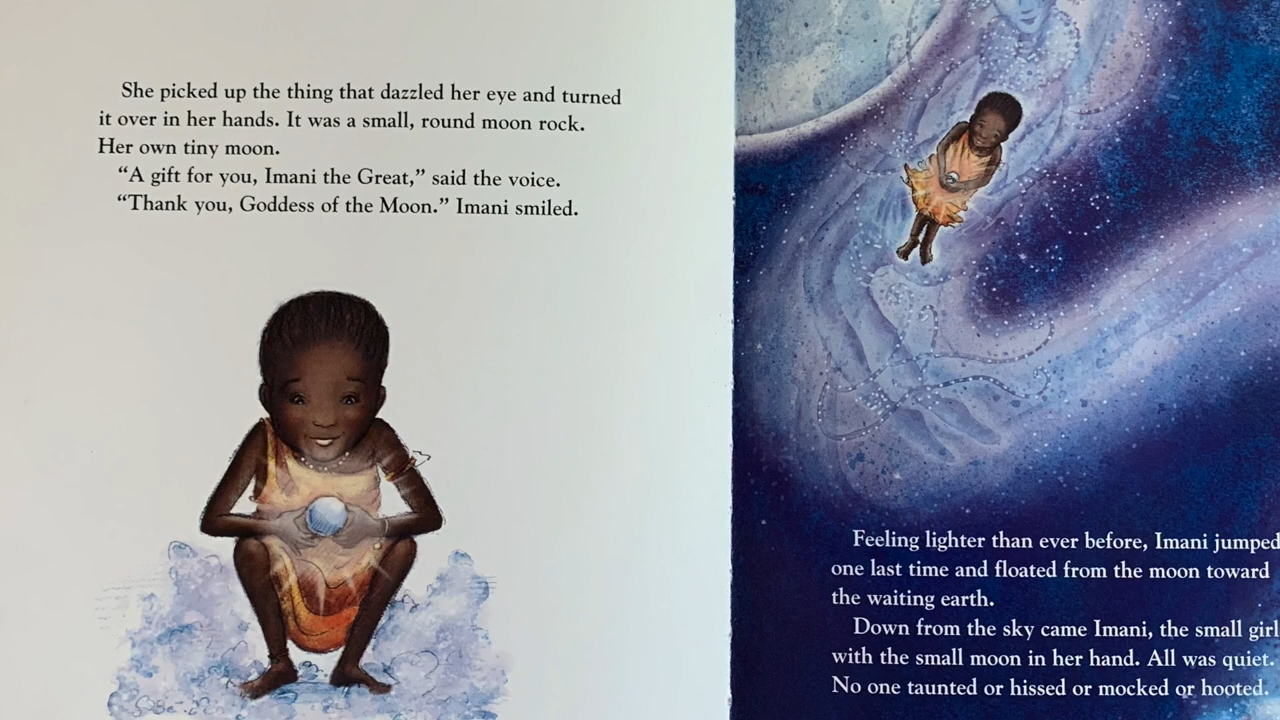 She picked up the thing that dazzled her eye and turned
it over in her hands. It was a small, round moon rock.
Her own tiny moon.
“A gift for you, Imani the Great,” said the voice.
“Thank you, Goddess of the Moon.” Imani smiled.
Feeling lighter than ever before, Imani jumped
one last time and floated from the moon toward
the waiting earth.
Down from the sky came Imani, the small girl
with the small moon in her hand. All was quiet.
No one taunted or hissed or mocked or hooted.